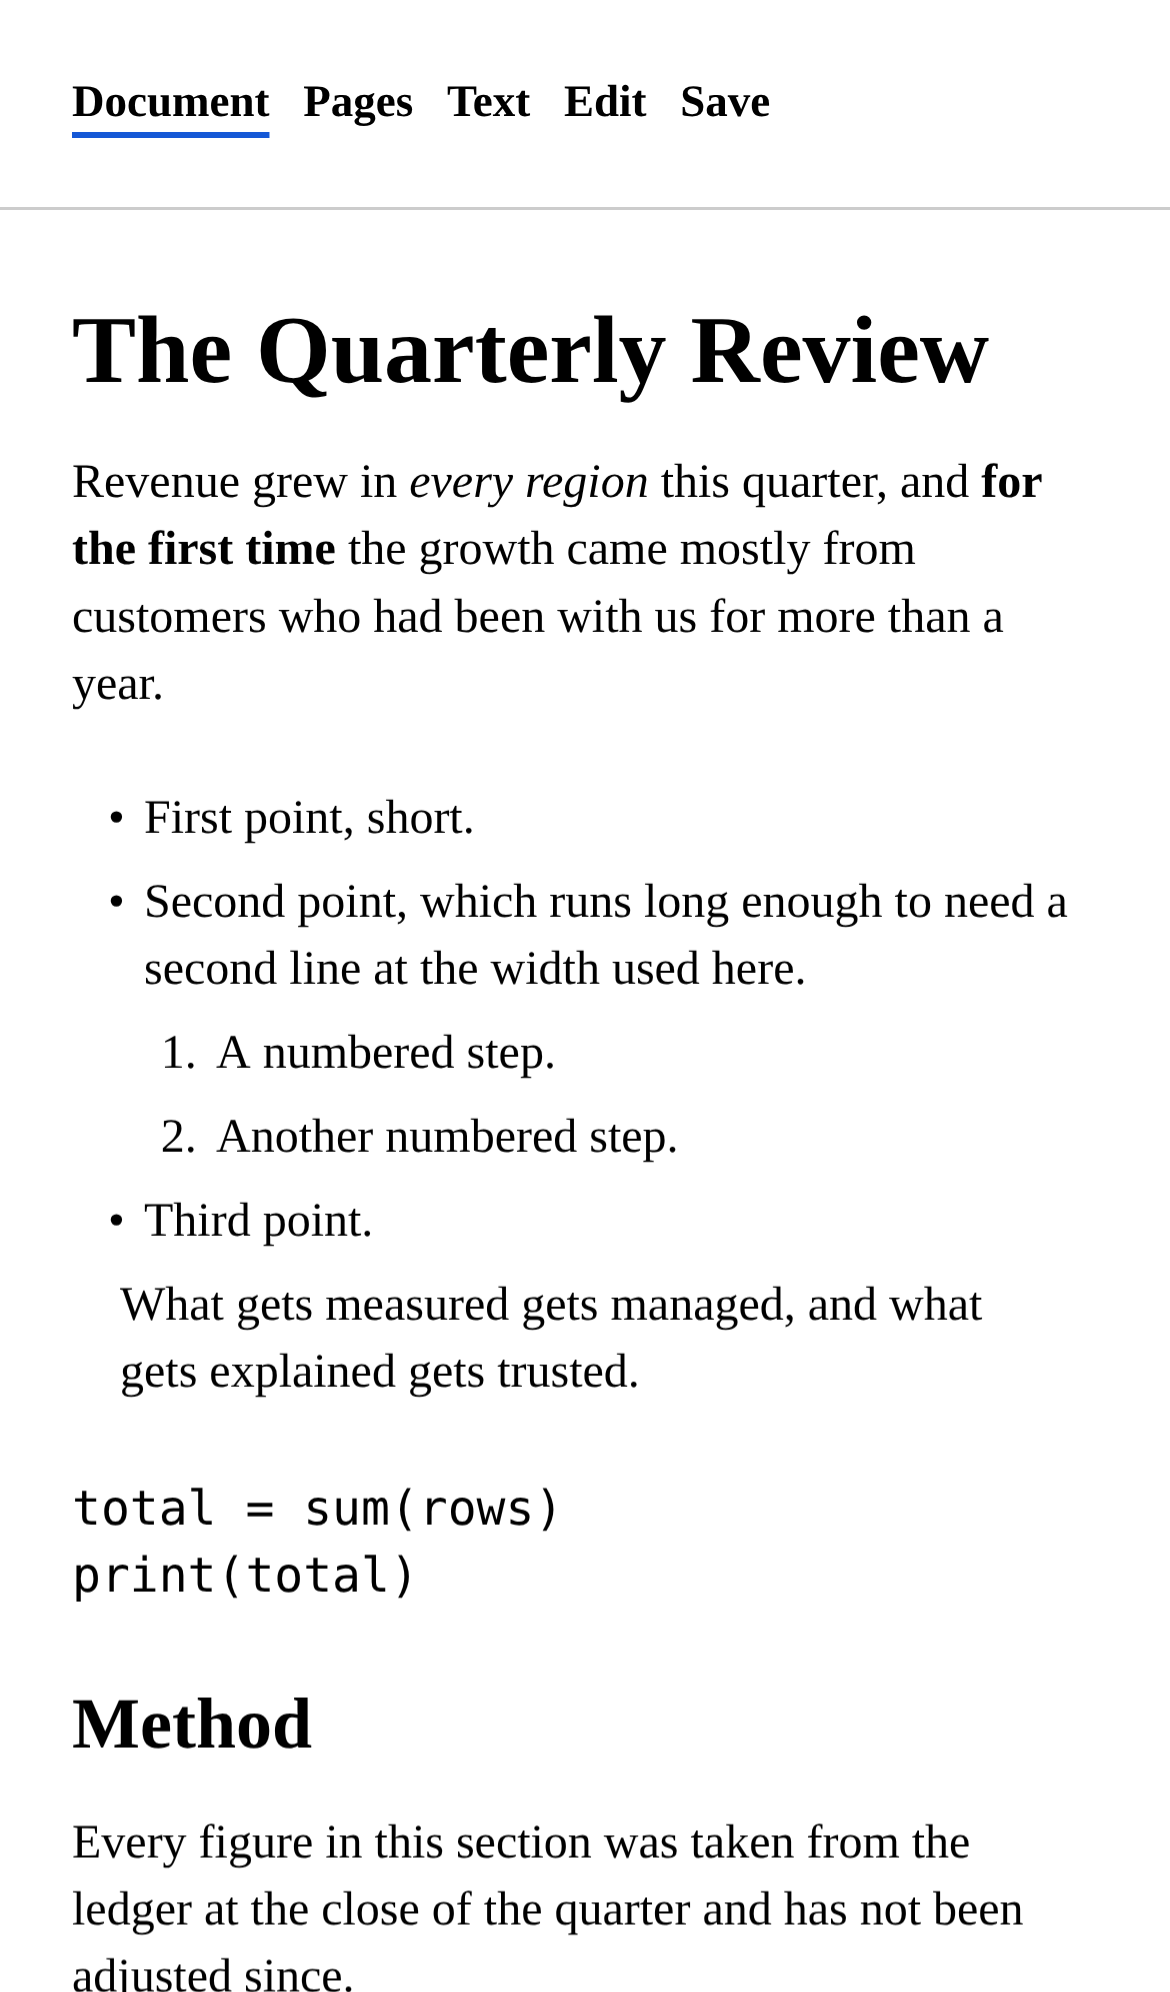 Document Pages Text Edit Save
The Quarterly Review
Revenue grew in every region this quarter, and for
the first time the growth came mostly from
customers who had been with us for more than a
year.
• First point, short.
• Second point, which runs long enough to need a
second line at the width used here.
1. A numbered step.
2. Another numbered step.
• Third point.
What gets measured gets managed, and what
gets explained gets trusted.
total = sum(rows)
print(total)
Method
Every figure in this section was taken from the
ledger at the close of the quarter and has not been
adjusted since.